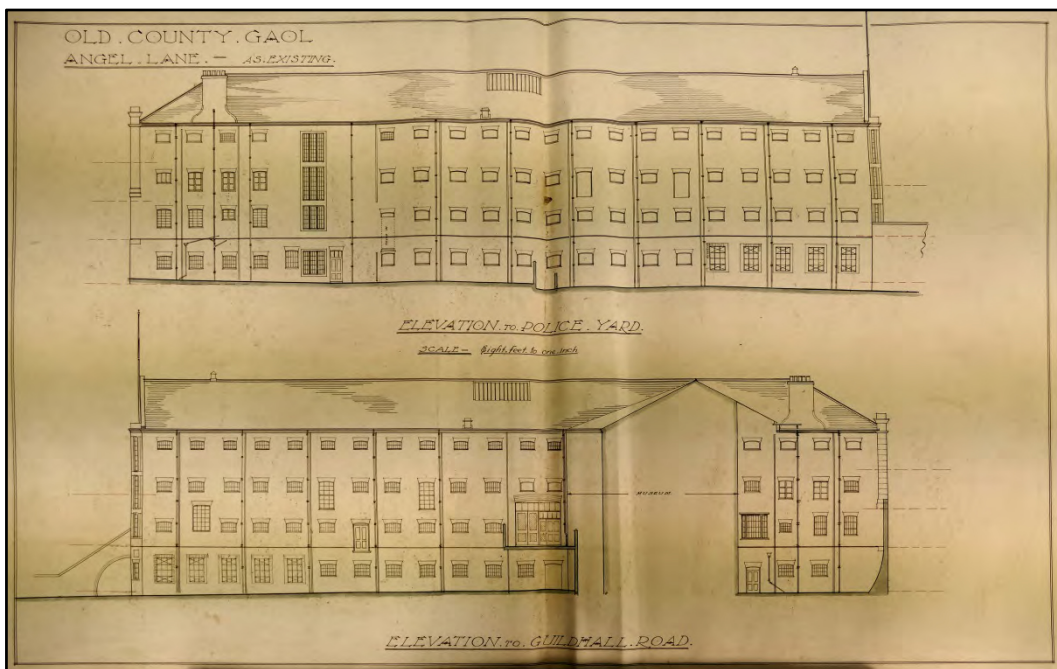 OLD. COUNTY. GAOL
ANGEL. LANE. - AS. EXISTING.
ELEVATION. to. POLICE. YARD.
SCALE - Eight. feet. to one. inch
MUSEUM
ELEVATION. to. GUILDHALL. ROAD.